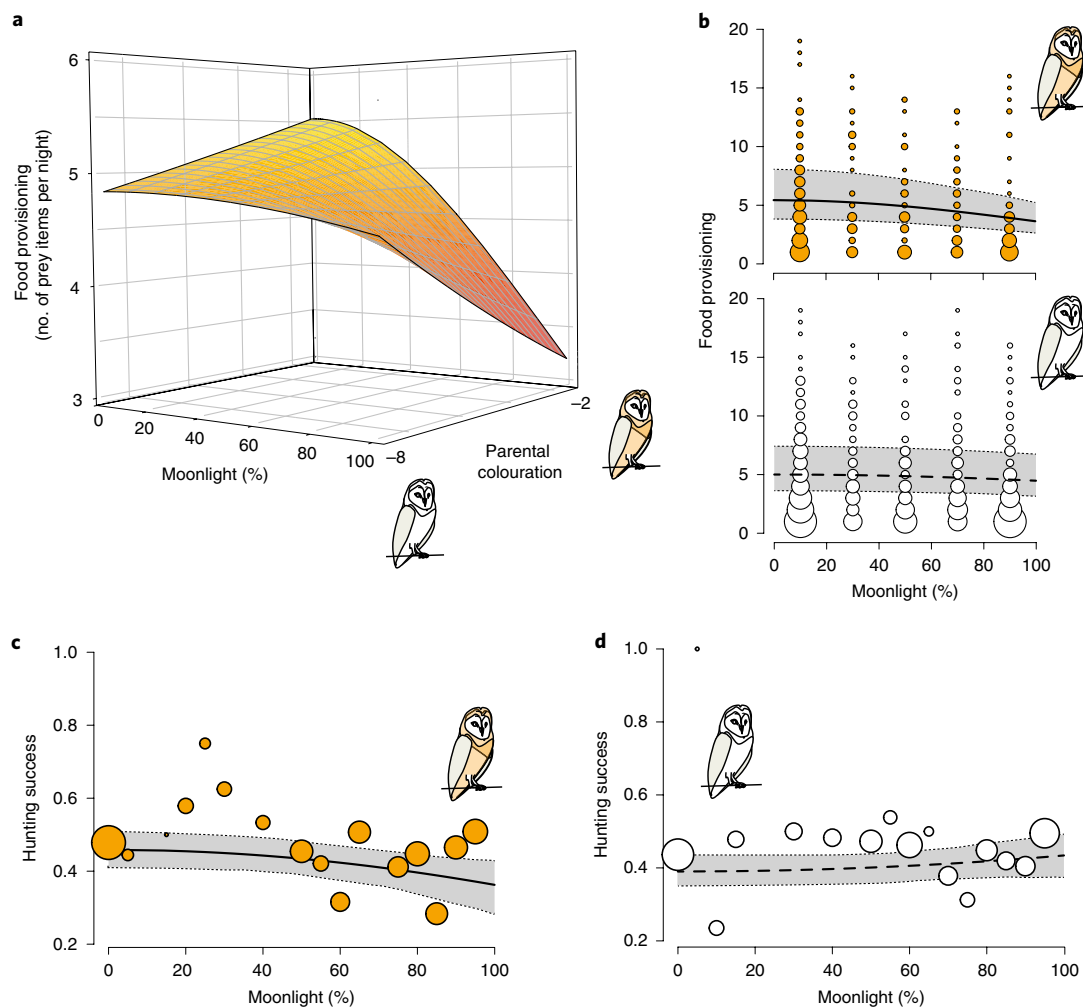 a
Food provisioning
(no. of prey items per night)
6
5
4
3
0
20
40
60
80
100
Moonlight (%)
–8
–2
Parental
colouration
b
Food provisioning
20
15
10
5
0
20
15
10
5
0
0 20 40 60 80 100
Moonlight (%)
c
Hunting success
1.0
0.8
0.6
0.4
0.2
0 20 40 60 80 100
Moonlight (%)
d
Hunting success
1.0
0.8
0.6
0.4
0.2
0 20 40 60 80 100
Moonlight (%)